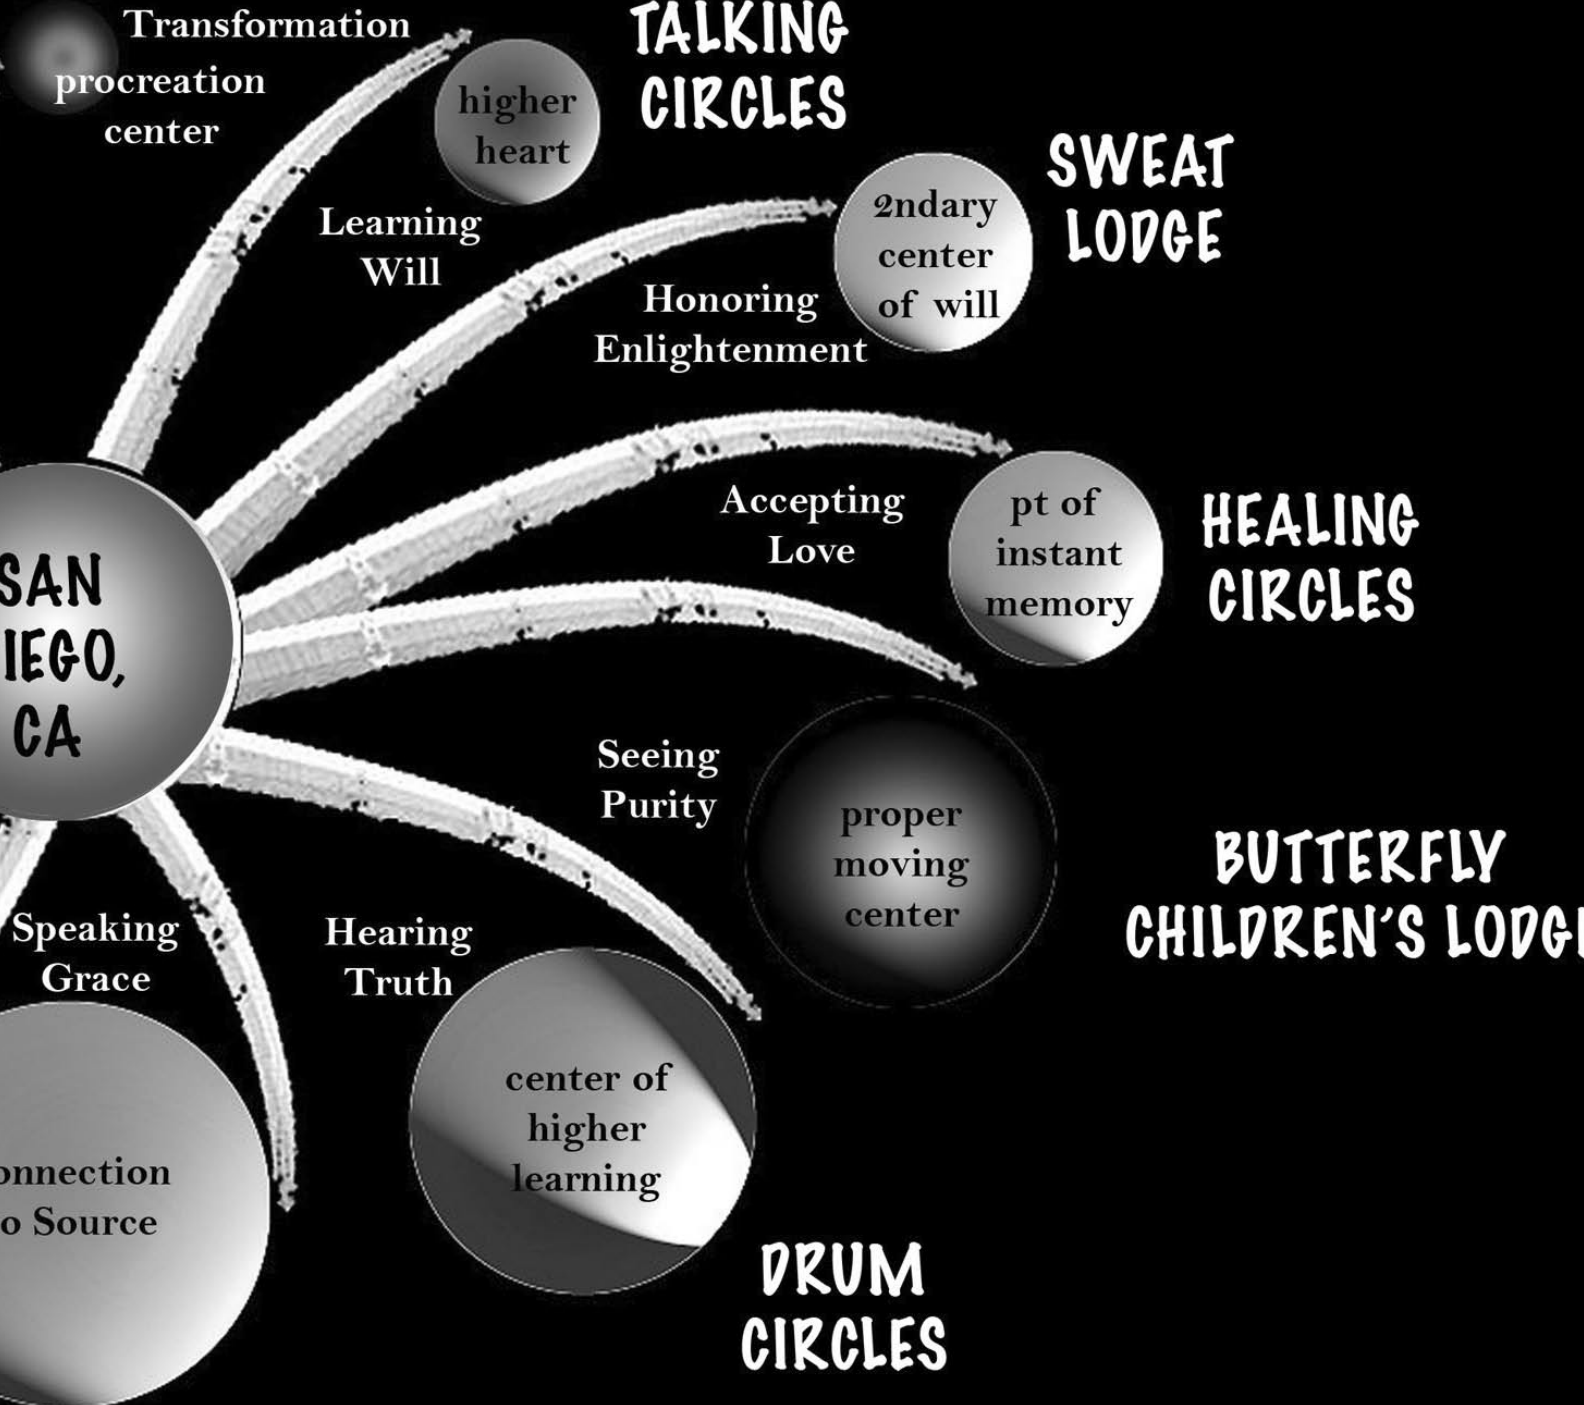 Transformation
procreation
center
higher
heart
TALKING
CIRCLES
Learning
Will
2ndary
center
of will
SWEAT
LODGE
Honoring
Enlightenment
Accepting
Love
pt of
instant
memory
HEALING
CIRCLES
SAN
IEGO,
CA
Seeing
Purity
proper
moving
center
BUTTERFLY
CHILDREN'S LODG
Speaking
Grace
Hearing
Truth
center of
higher
learning
onnection
o Source
DRUM
CIRCLES